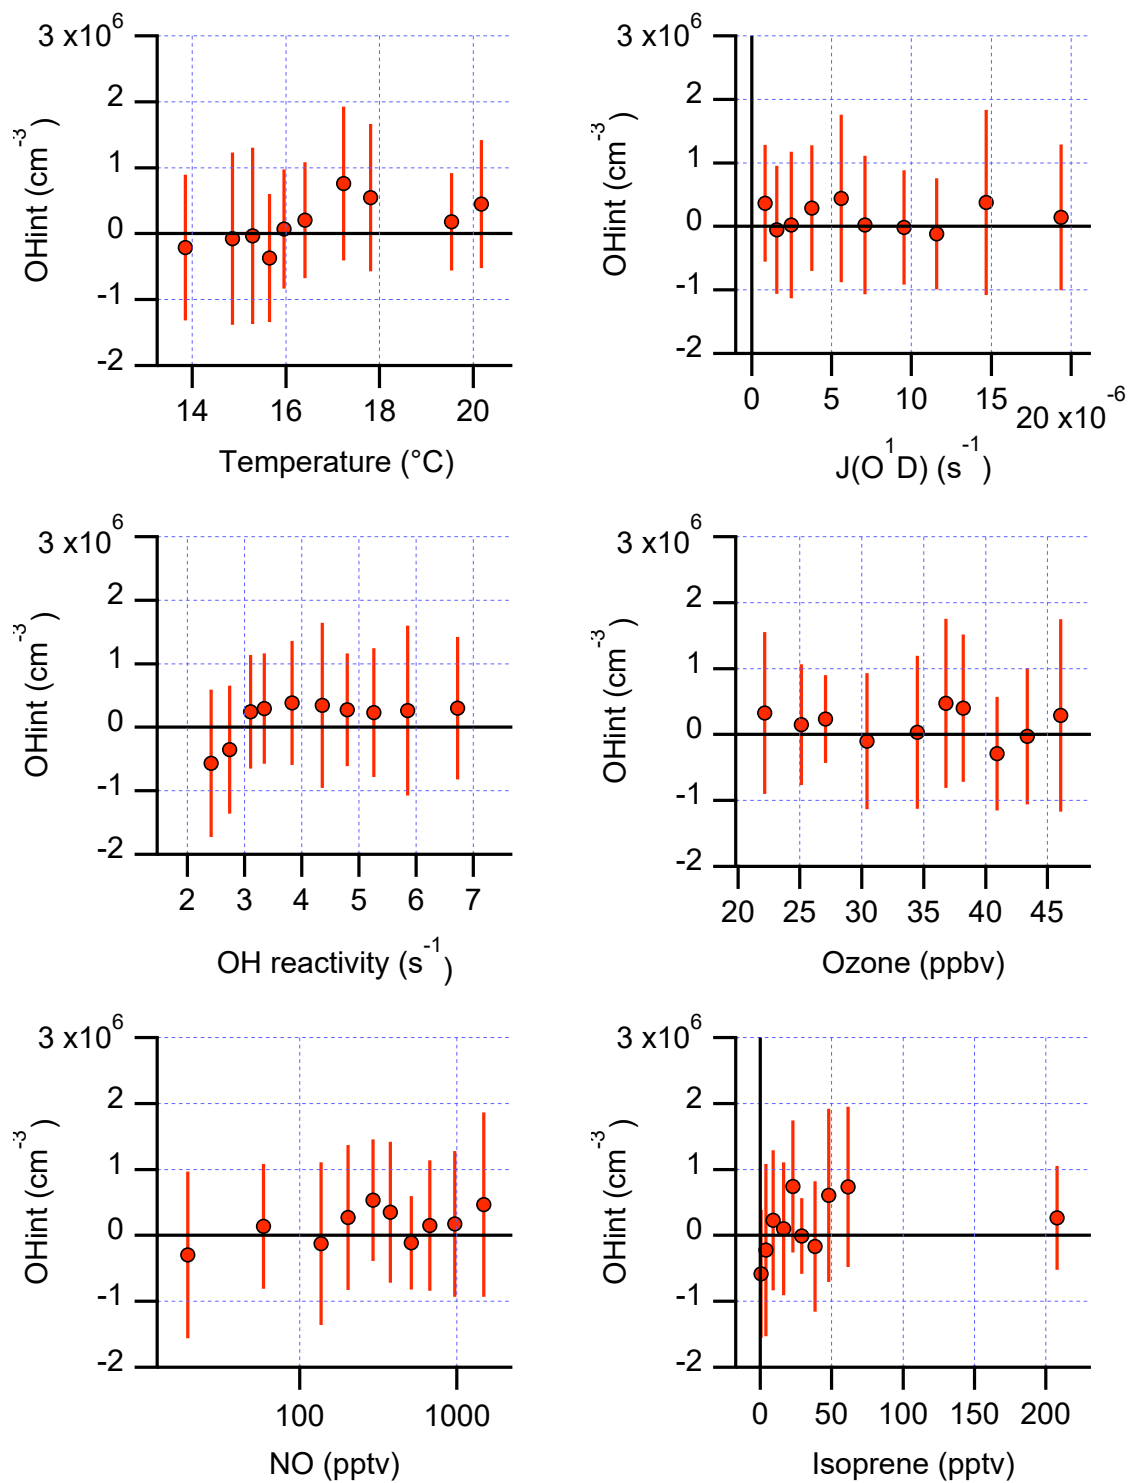 3 x10^6
2
1
0
-1
-2
OHint (cm^-3)
14 16 18 20
Temperature (°C)
3 x10^6
2
1
0
-1
-2
OHint (cm^-3)
0 5 10 15 20 x10^-6
J(O^1D) (s^-1)
3 x10^6
2
1
0
-1
-2
OHint (cm^-3)
2 3 4 5 6 7
OH reactivity (s^-1)
3 x10^6
2
1
0
-1
-2
OHint (cm^-3)
20 25 30 35 40 45
Ozone (ppbv)
3 x10^6
2
1
0
-1
-2
OHint (cm^-3)
100 1000
NO (pptv)
3 x10^6
2
1
0
-1
-2
OHint (cm^-3)
0 50 100 150 200
Isoprene (pptv)